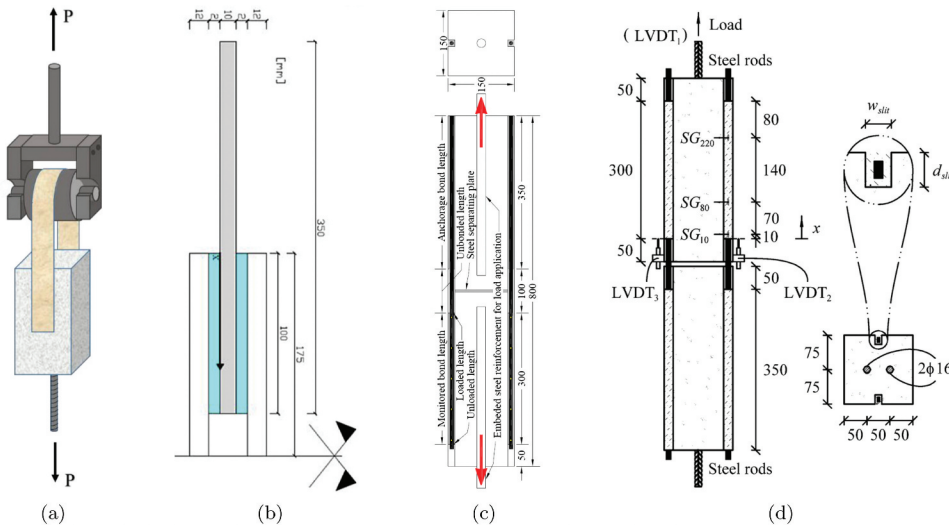 P
P
(a)
12
2
10
2
12
[mm]
350
100
175
x
(b)
150
150
Anchorage bond length
Unbonded length
Steel separating plate
Monitored bond length
Loaded length
Unloaded length
Embeded steel reinforcement for load application
350
100
800
300
50
(c)
Load
(LVDT1)
Steel rods
50
300
50
SG220
SG80
SG10
80
140
70
10
x
LVDT3
LVDT2
50
350
Steel rods
wslit
75
75
2ϕ16
50 50 50
(d)